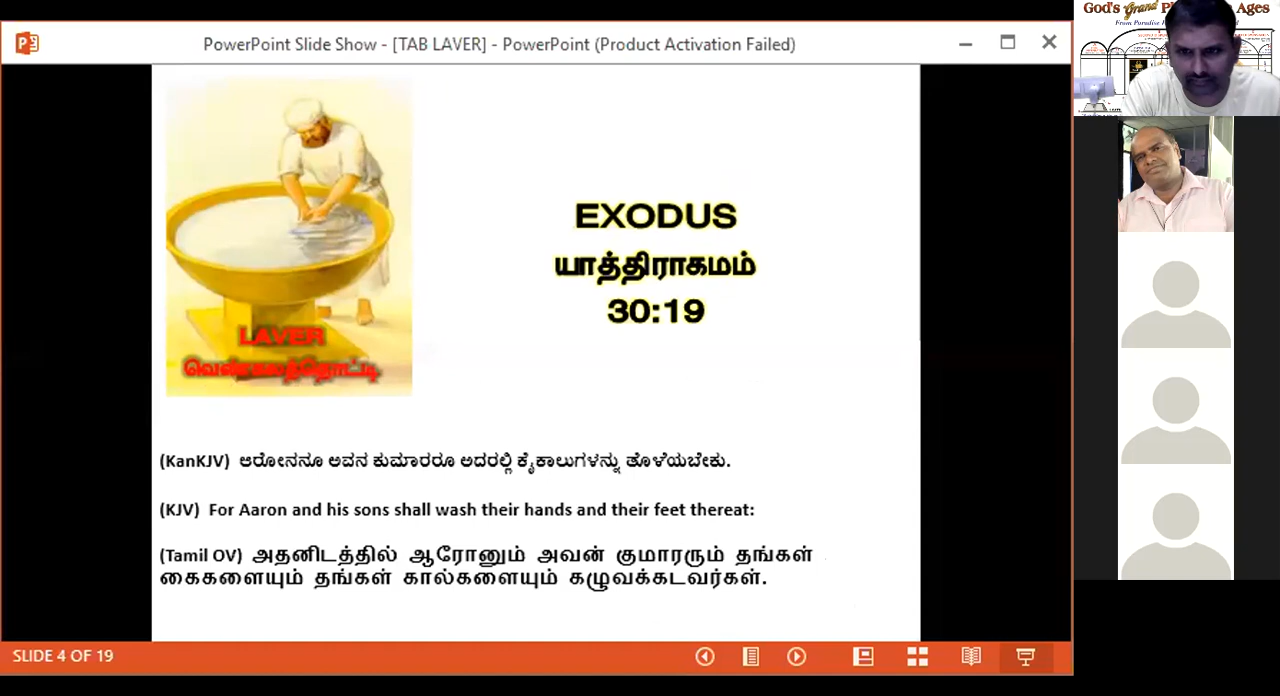 God's Grand Pl Ages
From Paradise
PowerPoint Slide Show - [TAB LAVER] - PowerPoint (Product Activation Failed)
EXODUS
யாத்திராகமம்
30:19
LAVER
(KanKJV) ಆರೋನನೂ ಅವನ ಕುಮಾರರೂ ಅದರಲ್ಲಿ ಕೈಕಾಲುಗಳನ್ನು ತೊಳೆಯಬೇಕು.
(KJV) For Aaron and his sons shall wash their hands and their feet thereat:
(Tamil OV) அதனிடத்தில் ஆரோனும் அவன் குமாரரும் தங்கள்
கைகளையும் தங்கள் கால்களையும் கழுவக்கடவர்கள்.
SLIDE 4 OF 19